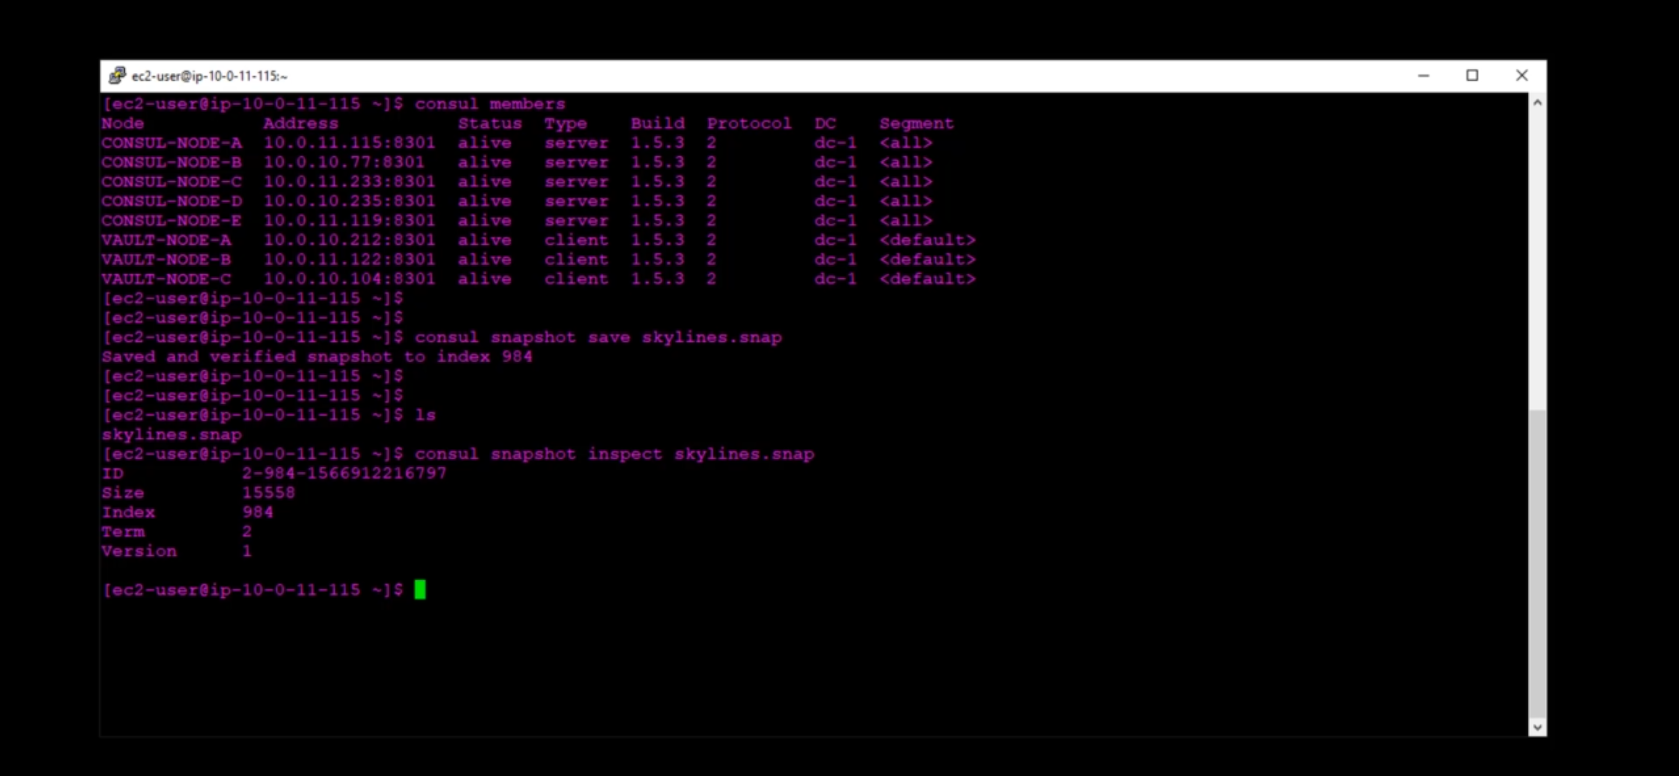 ec2-user@ip-10-0-11-115:~
[ec2-user@ip-10-0-11-115 ~]$ consul members
Node           Address            Status  Type    Build  Protocol  DC    Segment
CONSUL-NODE-A  10.0.11.115:8301  alive   server  1.5.3  2         dc-1  <all>
CONSUL-NODE-B  10.0.10.77:8301   alive   server  1.5.3  2         dc-1  <all>
CONSUL-NODE-C  10.0.11.233:8301  alive   server  1.5.3  2         dc-1  <all>
CONSUL-NODE-D  10.0.10.235:8301  alive   server  1.5.3  2         dc-1  <all>
CONSUL-NODE-E  10.0.11.119:8301  alive   server  1.5.3  2         dc-1  <all>
VAULT-NODE-A   10.0.10.212:8301  alive   client  1.5.3  2         dc-1  <default>
VAULT-NODE-B   10.0.11.122:8301  alive   client  1.5.3  2         dc-1  <default>
VAULT-NODE-C   10.0.10.104:8301  alive   client  1.5.3  2         dc-1  <default>
[ec2-user@ip-10-0-11-115 ~]$
[ec2-user@ip-10-0-11-115 ~]$
[ec2-user@ip-10-0-11-115 ~]$ consul snapshot save skylines.snap
Saved and verified snapshot to index 984
[ec2-user@ip-10-0-11-115 ~]$
[ec2-user@ip-10-0-11-115 ~]$
[ec2-user@ip-10-0-11-115 ~]$ ls
skylines.snap
[ec2-user@ip-10-0-11-115 ~]$ consul snapshot inspect skylines.snap
ID           2-984-1566912216797
Size         15558
Index        984
Term         2
Version      1
[ec2-user@ip-10-0-11-115 ~]$